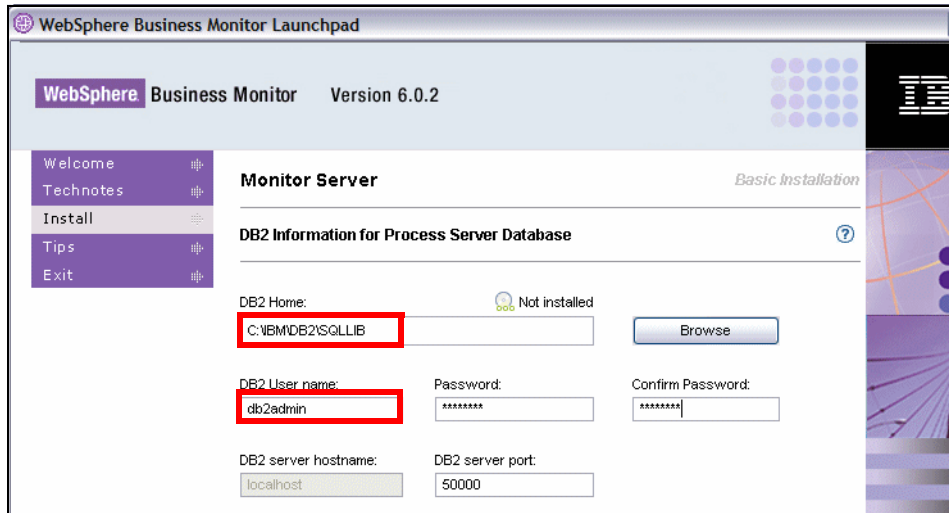 WebSphere Business Monitor Launchpad
WebSphere. Business Monitor Version 6.0.2
Welcome
Technotes
Install
Tips
Exit
Monitor Server
Basic Installation
DB2 Information for Process Server Database
?
DB2 Home:
Not installed
C:\IBM\DB2\SQLLIB
Browse
DB2 User name:
Password:
Confirm Password:
db2admin
********
********
DB2 server hostname:
DB2 server port:
localhost
50000